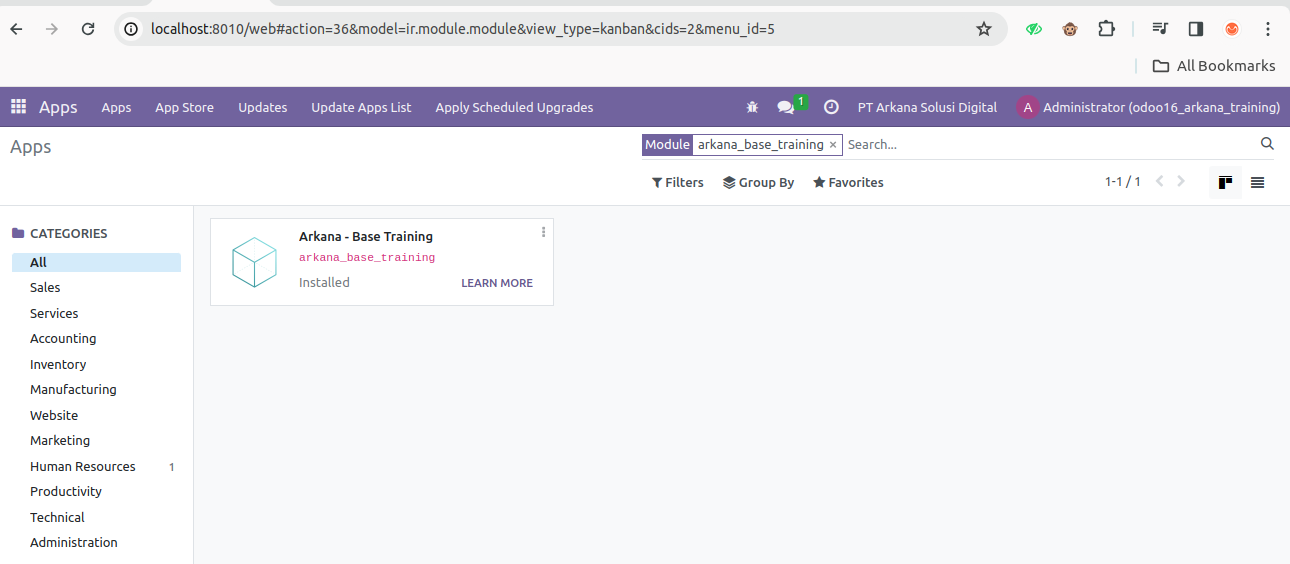 localhost:8010/web#action=36&model=ir.module.module&view_type=kanban&cids=2&menu_id=5
All Bookmarks
Apps Apps App Store Updates Update Apps List Apply Scheduled Upgrades 1 PT Arkana Solusi Digital A Administrator (odoo16_arkana_training)
Apps Module arkana_base_training × Search...
Filters Group By Favorites 1-1 / 1
CATEGORIES
All
Sales
Services
Accounting
Inventory
Manufacturing
Website
Marketing
Human Resources 1
Productivity
Technical
Administration
Arkana - Base Training
arkana_base_training
Installed LEARN MORE